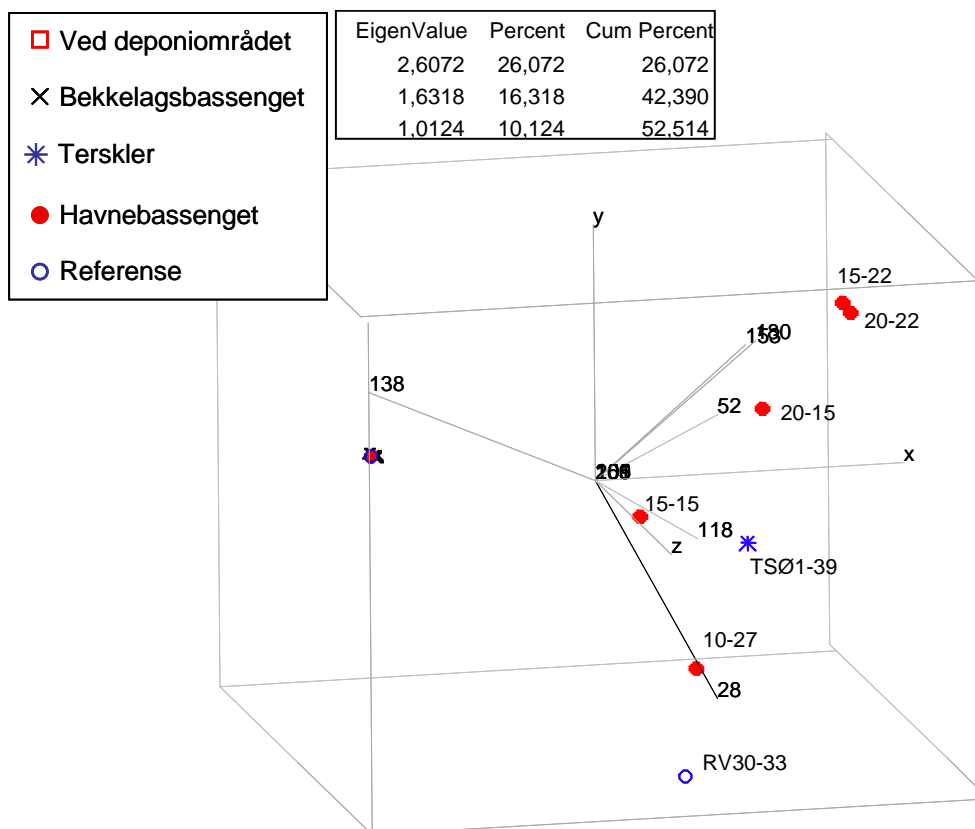 Ved deponiområdet
Bekkelagsbassenget
Terskler
Havnebassenget
Referense
EigenValue Percent Cum Percent
2,6072 26,072 26,072
1,6318 16,318 42,390
1,0124 10,124 52,514
y
15-22
20-22
153
180
138
52
20-15
x
15-15
118
z
TSØ1-39
10-27
28
RV30-33